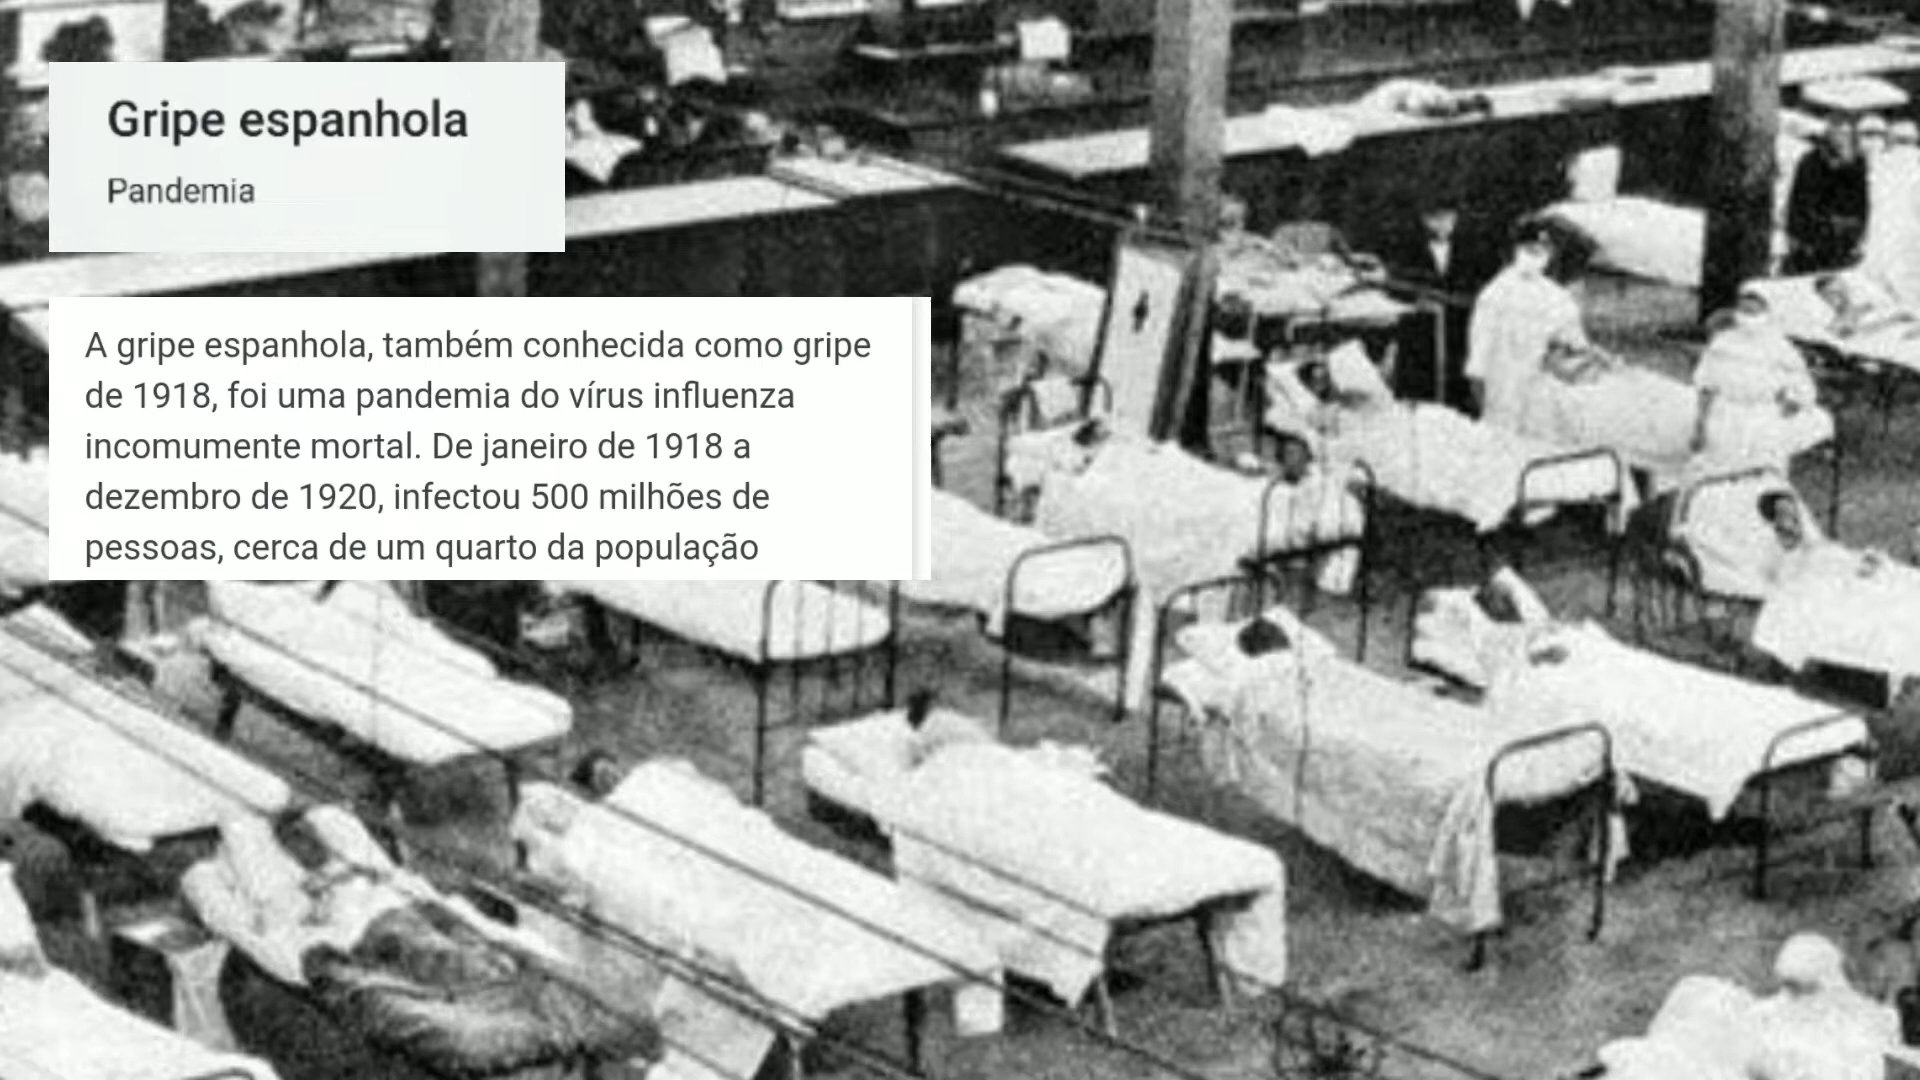 Gripe espanhola
Pandemia
A gripe espanhola, também conhecida como gripe
de 1918, foi uma pandemia do vírus influenza
incomumente mortal. De janeiro de 1918 a
dezembro de 1920, infectou 500 milhões de
pessoas, cerca de um quarto da população